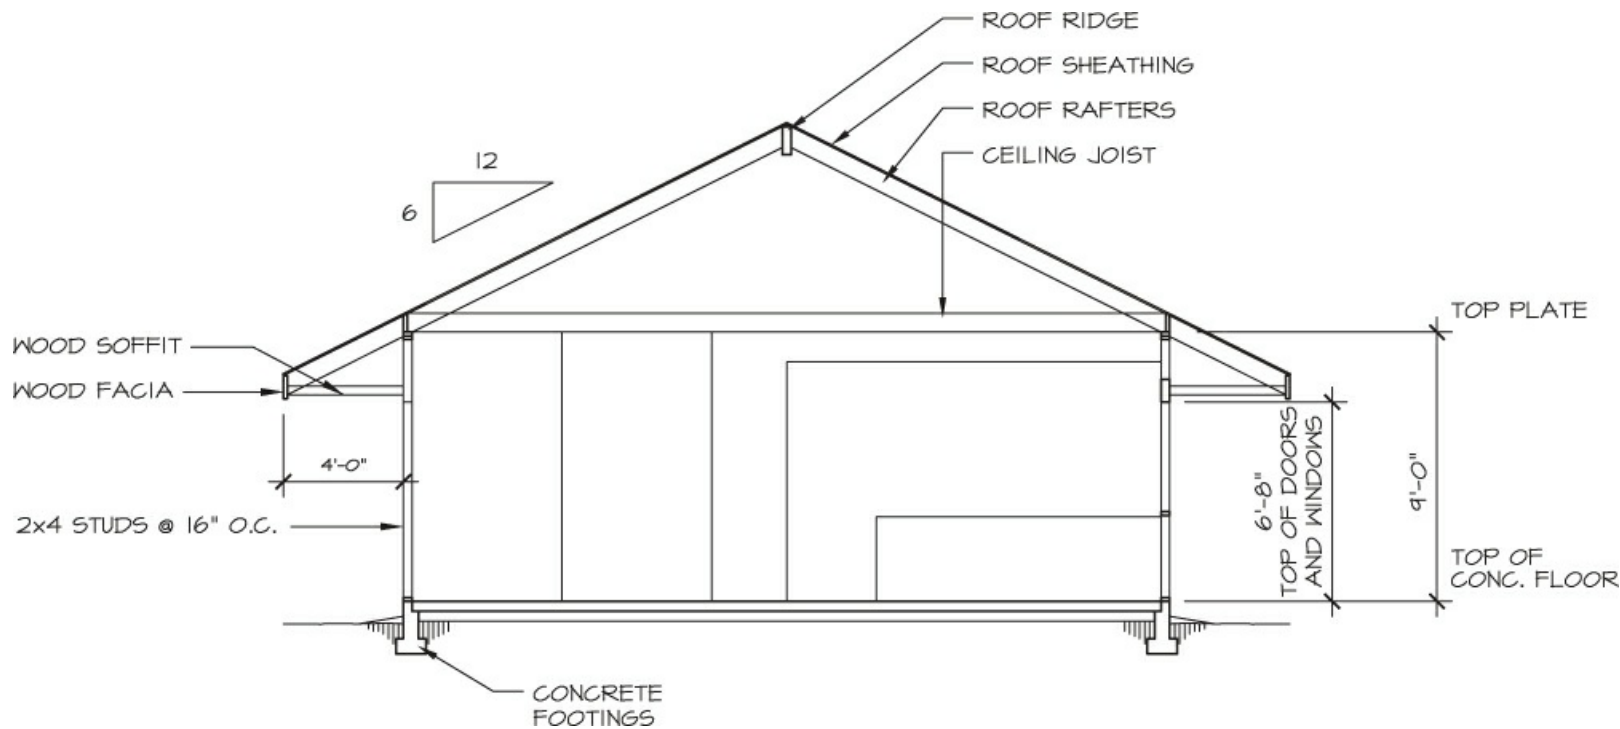 ROOF RIDGE
ROOF SHEATHING
ROOF RAFTERS
CEILING JOIST
12
6
TOP PLATE
WOOD SOFFIT
WOOD FACIA
4'-0"
2x4 STUDS @ 16" O.C.
6'-8"
TOP OF DOORS
AND WINDOWS
9'-0"
TOP OF
CONC. FLOOR
CONCRETE
FOOTINGS